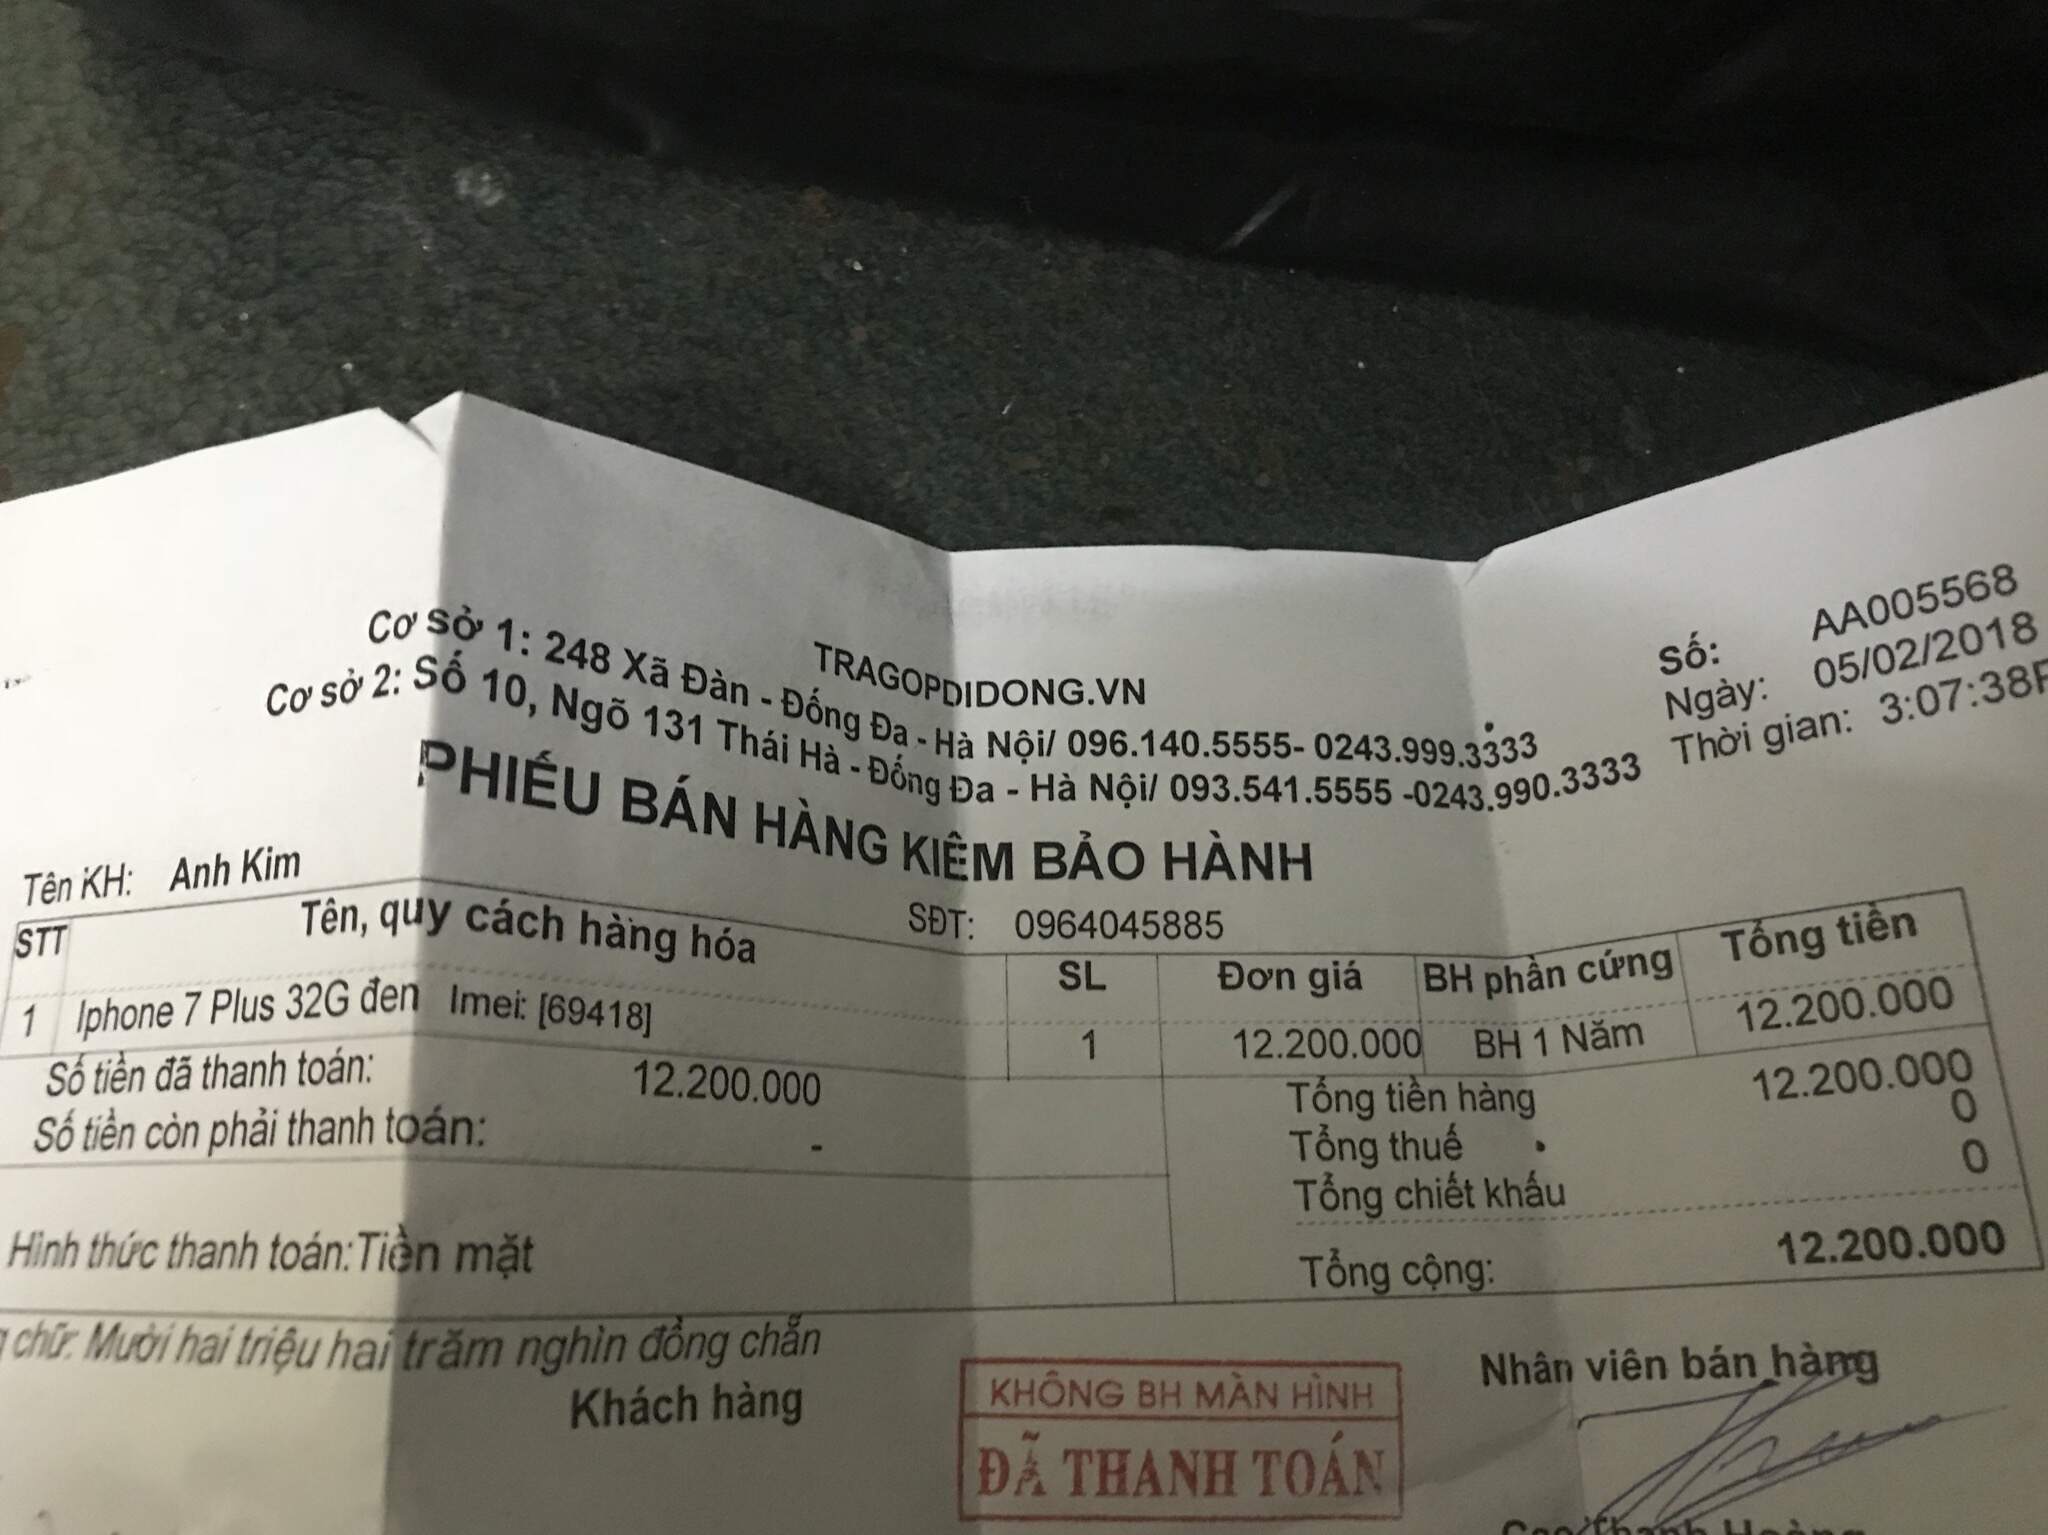 TRAGOPDIDONG.VN
Cơ sở 1: 248 Xã Đàn - Đống Đa - Hà Nội/ 096.140.5555- 0243.999.3333
Cơ sở 2: Số 10, Ngõ 131 Thái Hà - Đống Đa - Hà Nội/ 093.541.5555 -0243.990.3333
Số: AA005568
Ngày: 05/02/2018
Thời gian: 3:07:38P
PHIẾU BÁN HÀNG KIÊM BẢO HÀNH
Tên KH: Anh Kim SĐT: 0964045885
STT Tên, quy cách hàng hóa SL Đơn giá BH phần cứng Tổng tiền
1 Iphone 7 Plus 32G đen Imei: [69418] 1 12.200.000 BH 1 Năm 12.200.000
Số tiền đã thanh toán: 12.200.000 Tổng tiền hàng 12.200.000
Số tiền còn phải thanh toán: - Tổng thuế 0
Tổng chiết khấu 0
Hình thức thanh toán:Tiền mặt Tổng cộng: 12.200.000
chữ: Mười hai triệu hai trăm nghìn đồng chẵn
Khách hàng Nhân viên bán hàng
KHÔNG BH MÀN HÌNH
ĐÃ THANH TOÁN